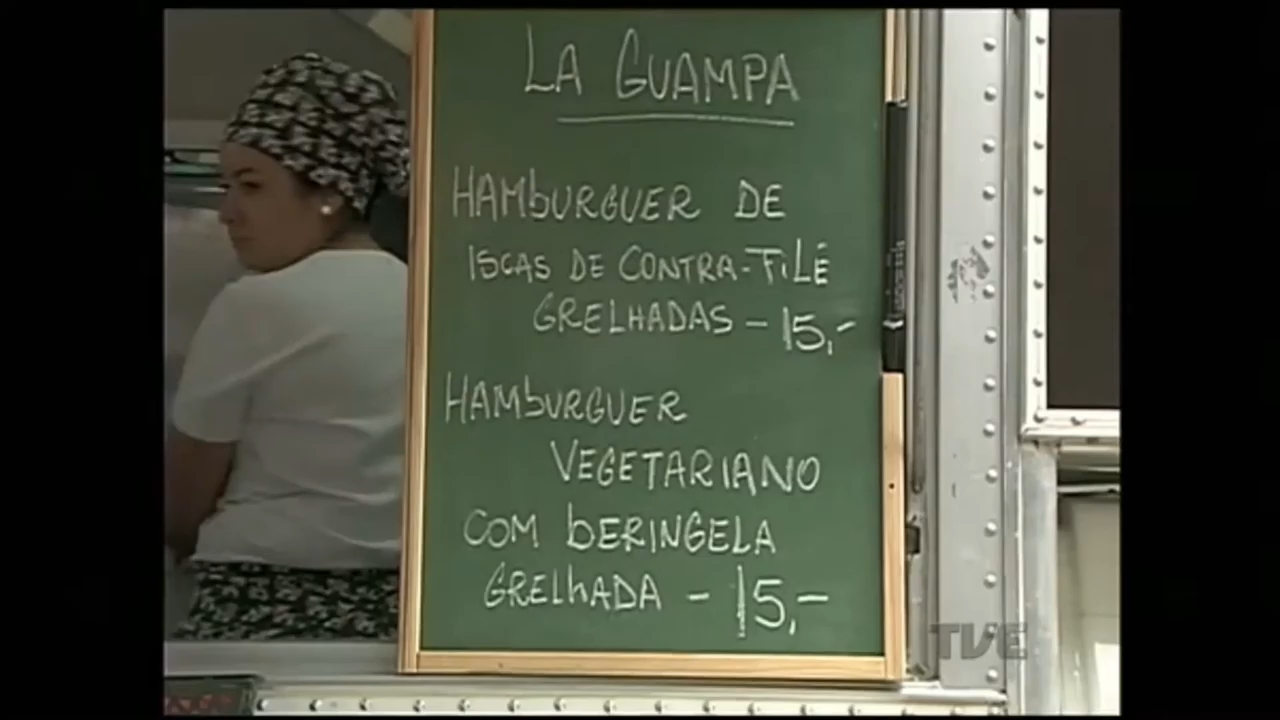 LA GUAMPA
HAMBURGUER DE
ISCAS DE CONTRA-FILÉ
GRELHADAS - 15,-
HAMBURGUER
VEGETARIANO
COM BERINGELA
GRELHADA - 15,-
TVE